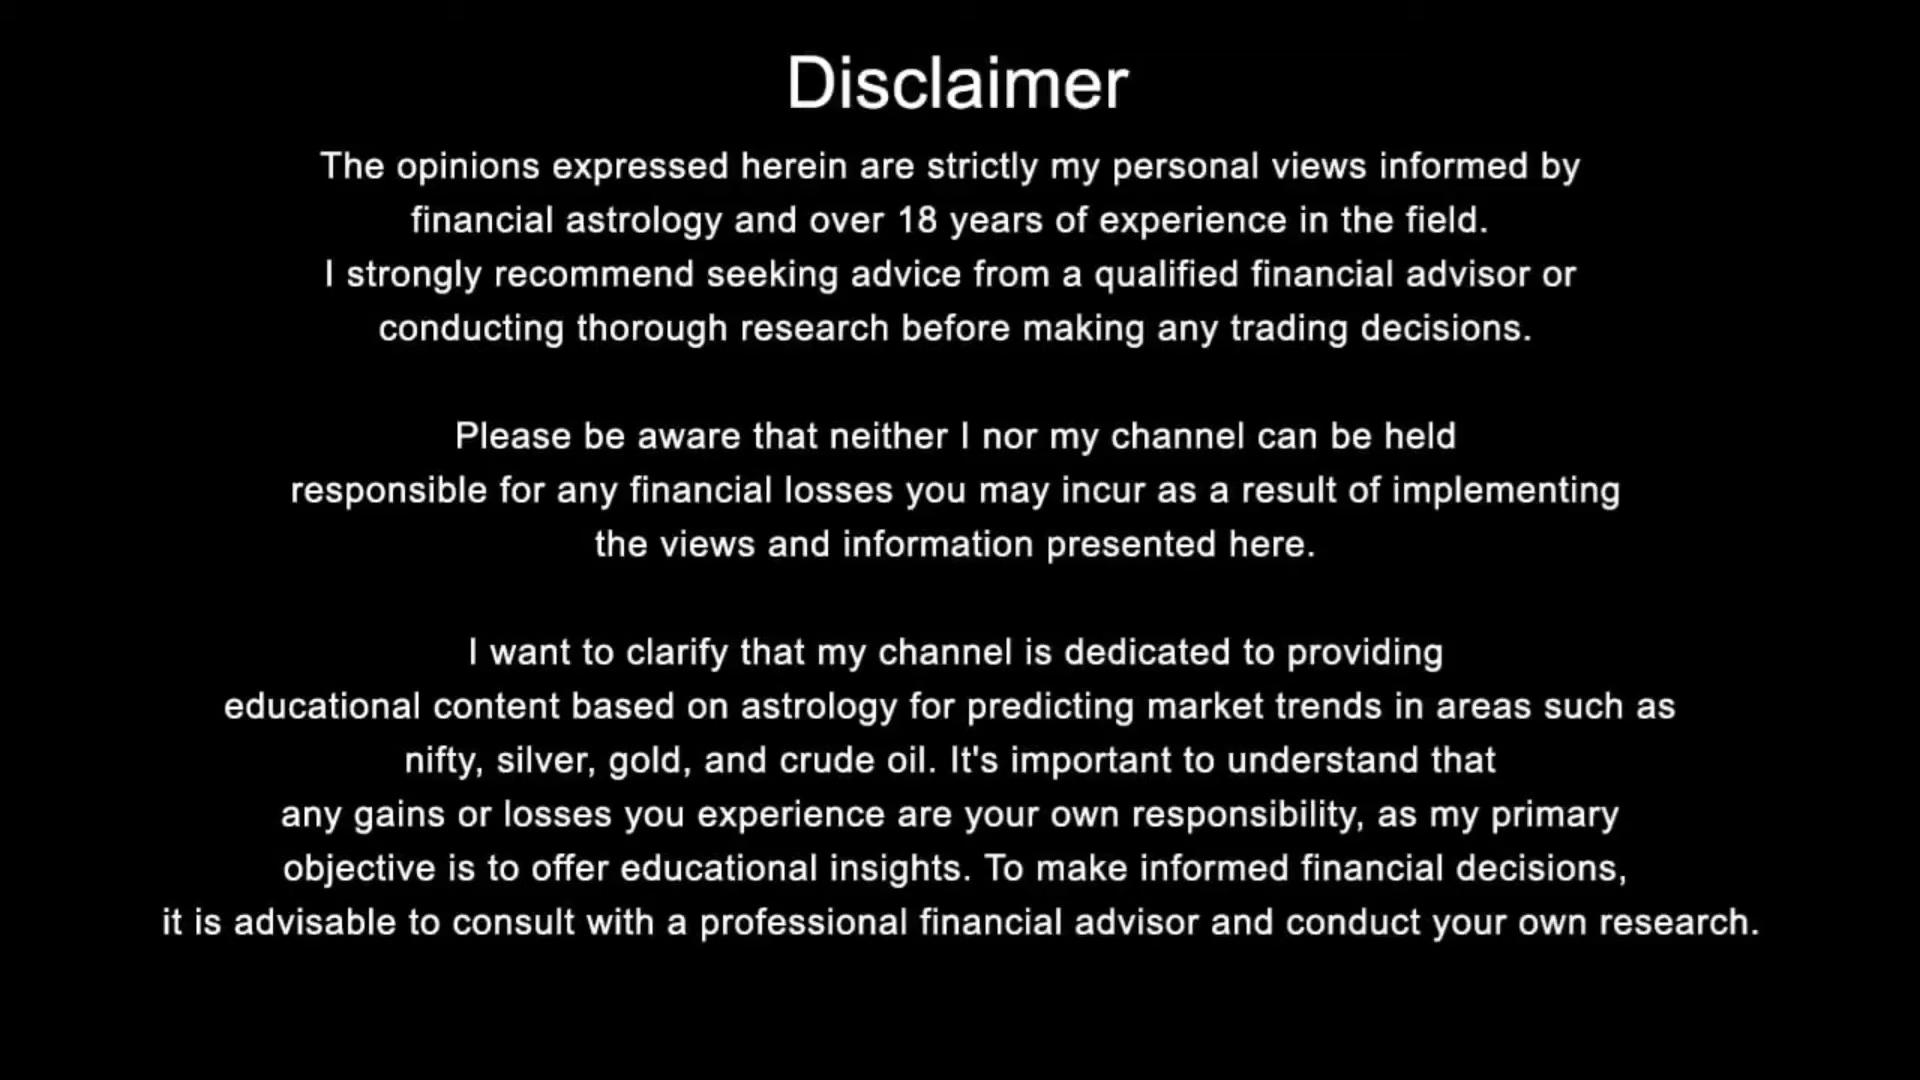 Disclaimer
The opinions expressed herein are strictly my personal views informed by
financial astrology and over 18 years of experience in the field.
I strongly recommend seeking advice from a qualified financial advisor or
conducting thorough research before making any trading decisions.
Please be aware that neither I nor my channel can be held
responsible for any financial losses you may incur as a result of implementing
the views and information presented here.
I want to clarify that my channel is dedicated to providing
educational content based on astrology for predicting market trends in areas such as
nifty, silver, gold, and crude oil. It's important to understand that
any gains or losses you experience are your own responsibility, as my primary
objective is to offer educational insights. To make informed financial decisions,
it is advisable to consult with a professional financial advisor and conduct your own research.